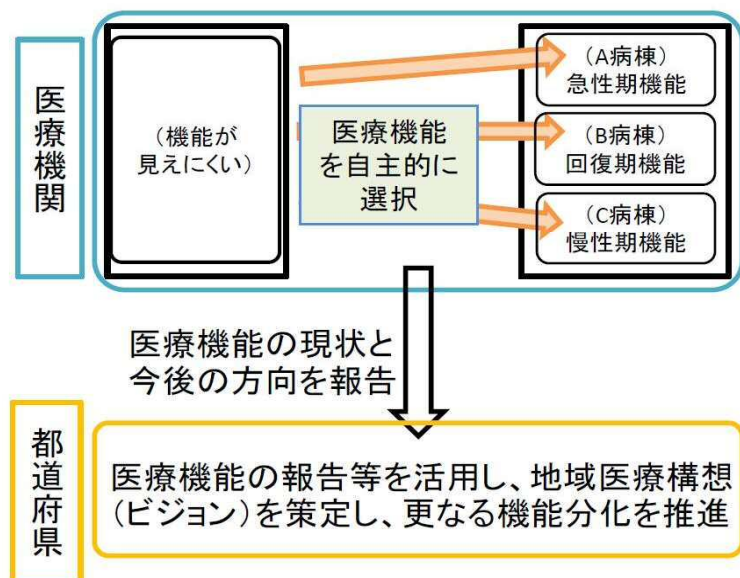 医療機関
(機能が
見えにくい)
医療機能
を自主的に
選択
(A病棟)
急性期機能
(B病棟)
回復期機能
(C病棟)
慢性期機能
医療機能の現状と
今後の方向を報告
都道府県
医療機能の報告等を活用し、地域医療構想
(ビジョン)を策定し、更なる機能分化を推進